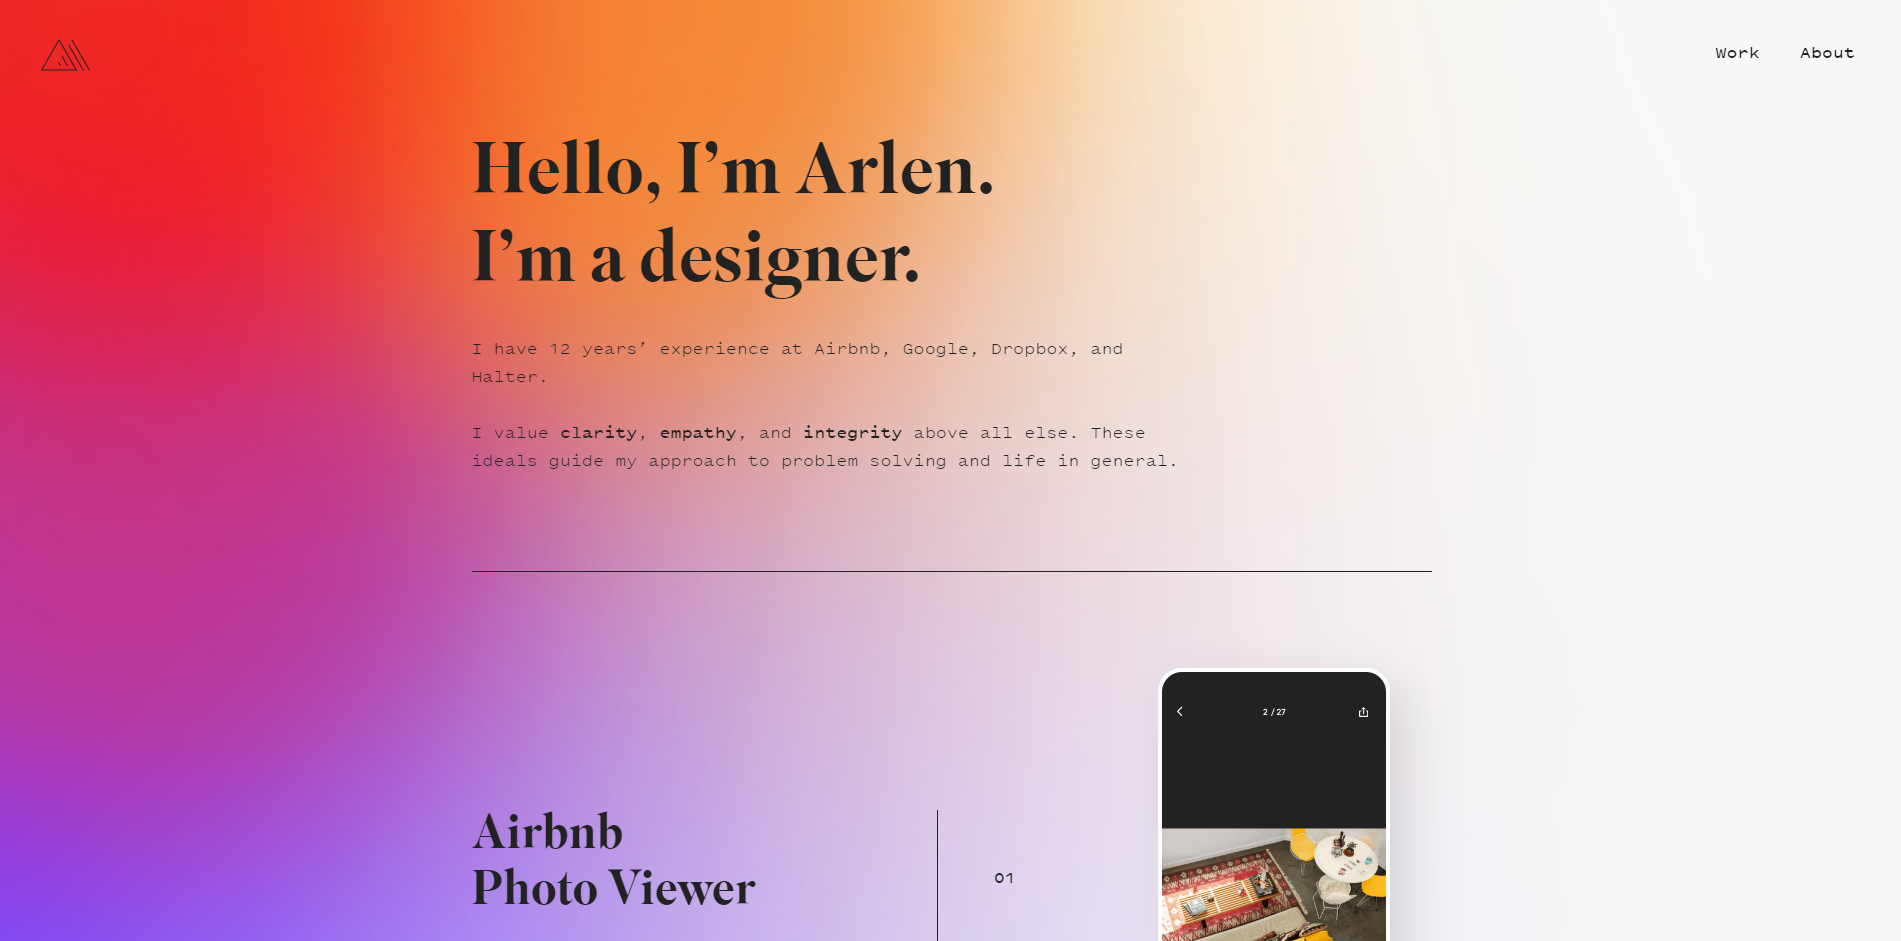 Work About
Hello, I’m Arlen.
I’m a designer.
I have 12 years’ experience at Airbnb, Google, Dropbox, and
Halter.
I value clarity, empathy, and integrity above all else. These
ideals guide my approach to problem solving and life in general.
2 / 27
Airbnb
Photo Viewer
01